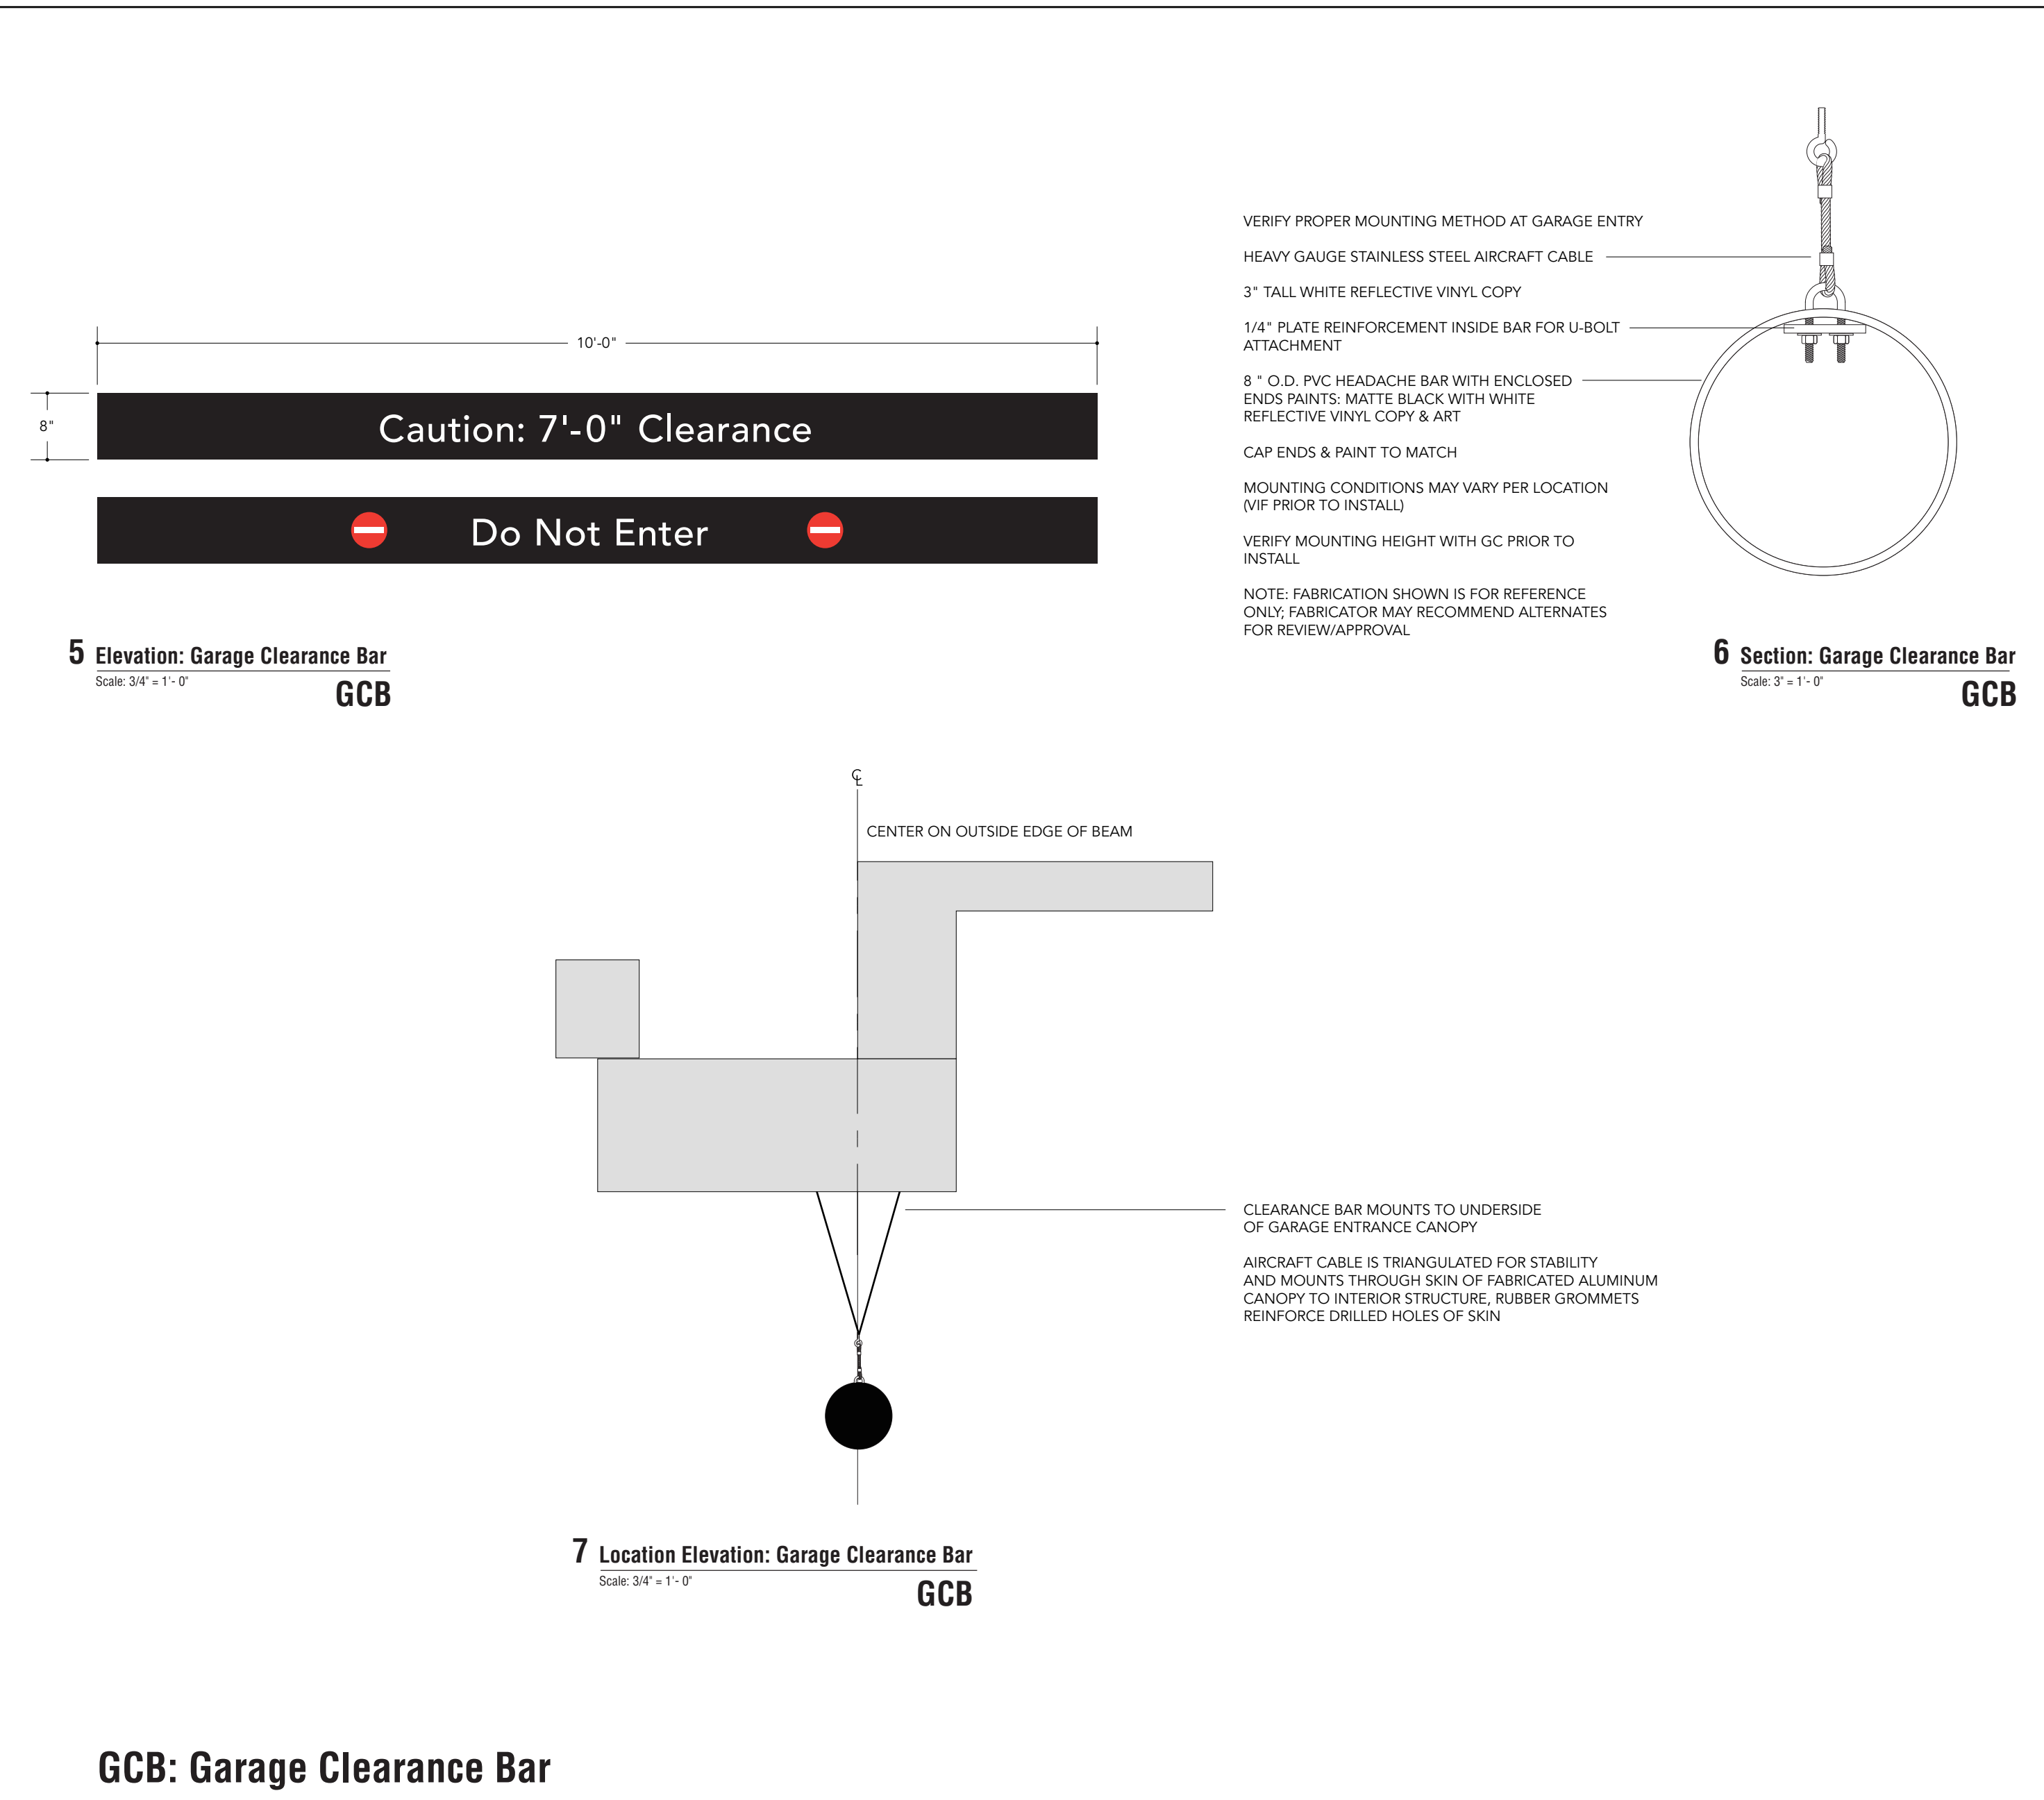 10'-0"
8"
Caution: 7'-0" Clearance
Do Not Enter
5 Elevation: Garage Clearance Bar
Scale: 3/4" = 1'- 0"
GCB
VERIFY PROPER MOUNTING METHOD AT GARAGE ENTRY
HEAVY GAUGE STAINLESS STEEL AIRCRAFT CABLE
3" TALL WHITE REFLECTIVE VINYL COPY
1/4" PLATE REINFORCEMENT INSIDE BAR FOR U-BOLT
ATTACHMENT
8 " O.D. PVC HEADACHE BAR WITH ENCLOSED
ENDS PAINTS: MATTE BLACK WITH WHITE
REFLECTIVE VINYL COPY & ART
CAP ENDS & PAINT TO MATCH
MOUNTING CONDITIONS MAY VARY PER LOCATION
(VIF PRIOR TO INSTALL)
VERIFY MOUNTING HEIGHT WITH GC PRIOR TO
INSTALL
NOTE: FABRICATION SHOWN IS FOR REFERENCE
ONLY; FABRICATOR MAY RECOMMEND ALTERNATES
FOR REVIEW/APPROVAL
6 Section: Garage Clearance Bar
Scale: 3" = 1'- 0"
GCB
℄
CENTER ON OUTSIDE EDGE OF BEAM
CLEARANCE BAR MOUNTS TO UNDERSIDE
OF GARAGE ENTRANCE CANOPY
AIRCRAFT CABLE IS TRIANGULATED FOR STABILITY
AND MOUNTS THROUGH SKIN OF FABRICATED ALUMINUM
CANOPY TO INTERIOR STRUCTURE, RUBBER GROMMETS
REINFORCE DRILLED HOLES OF SKIN
7 Location Elevation: Garage Clearance Bar
Scale: 3/4" = 1'- 0"
GCB
GCB: Garage Clearance Bar